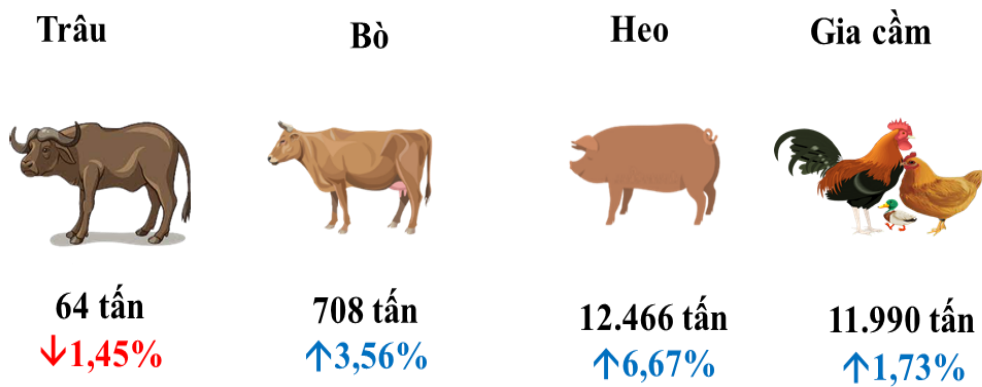 Trâu
Bò
Heo
Gia cầm
64 tấn
708 tấn
12.466 tấn
11.990 tấn
↓1,45%
↑3,56%
↑6,67%
↑1,73%